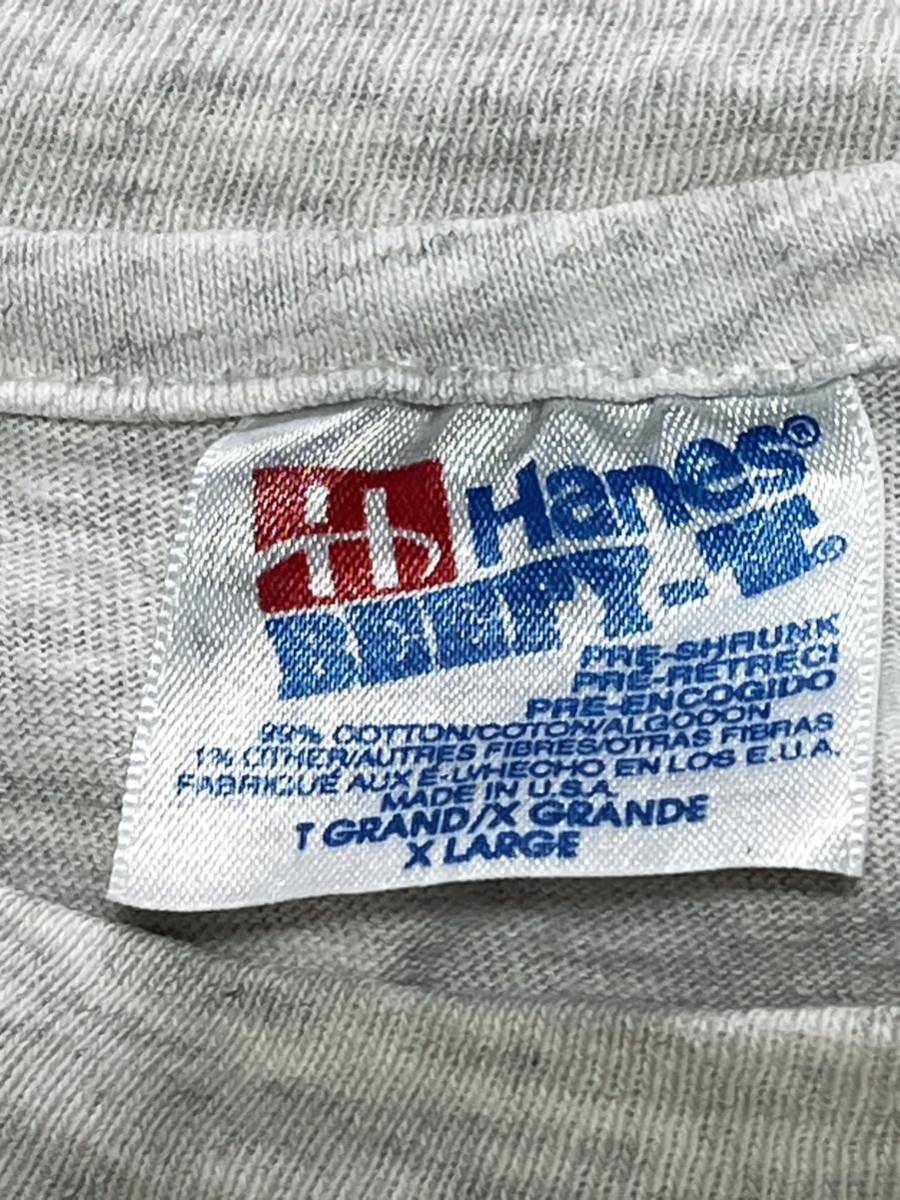 Hanes®
BEEFY-T®
PRE-SHRUNK
PRE-RETRECI
PRE-ENCOGIDO
99% COTTON/COTON/ALGODON
1% OTHER/AUTRES FIBRES/OTRAS FIBRAS
FABRIQUE AUX É-U/HECHO EN LOS E.U.A.
MADE IN U.S.A.
T GRAND/X GRANDE
X LARGE